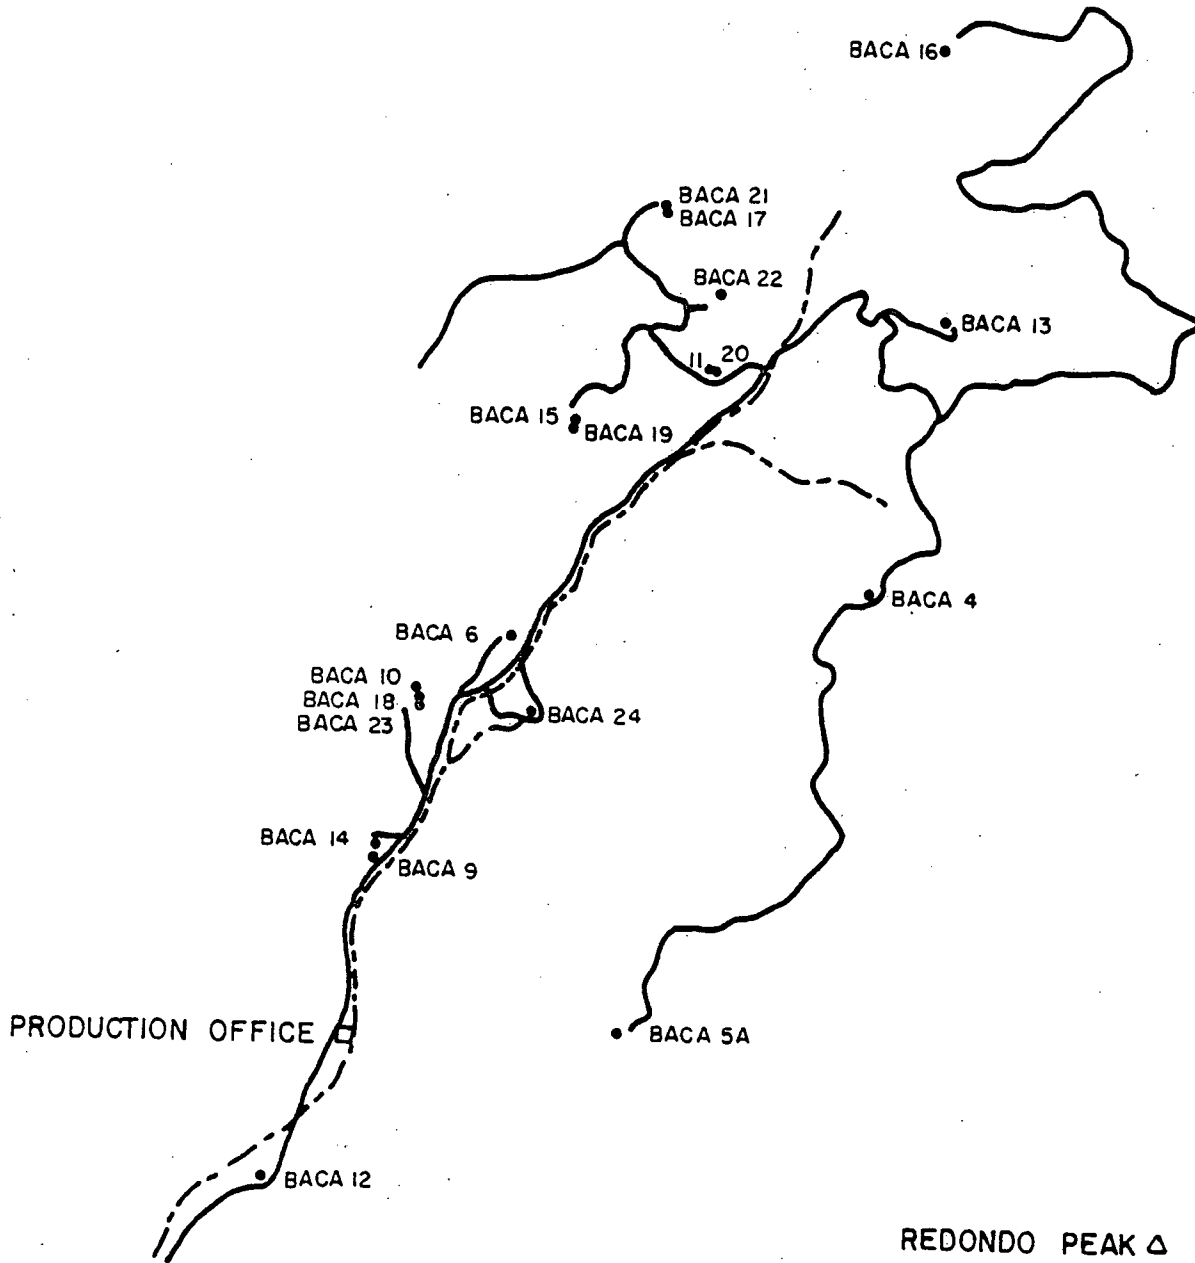 BACA 16
BACA 21
BACA 17
BACA 22
BACA 13
11 20
BACA 15
BACA 19
BACA 4
BACA 6
BACA 10
BACA 18
BACA 23
BACA 24
BACA 14
BACA 9
PRODUCTION OFFICE
BACA 5A
BACA 12
REDONDO PEAK